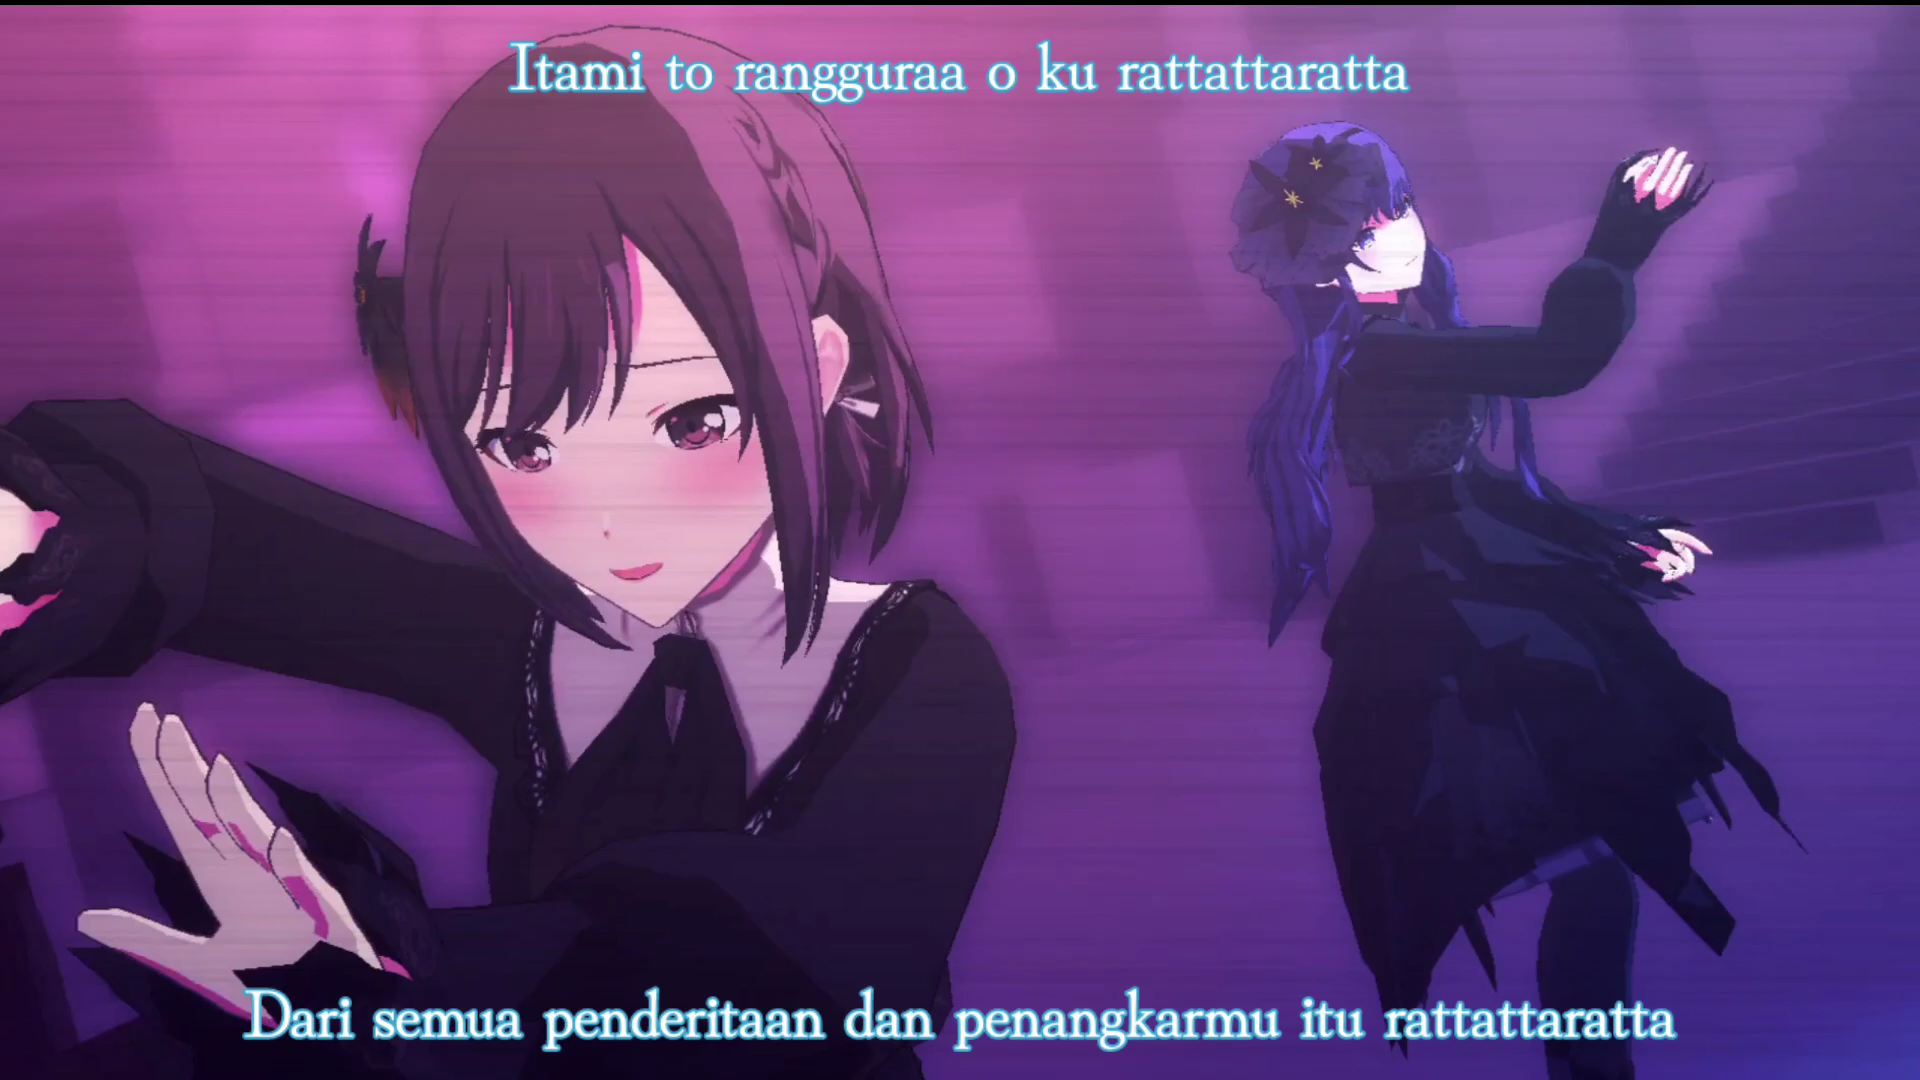 Itami to rangguraa o ku rattattaratta
Dari semua penderitaan dan penangkarmu itu rattattaratta